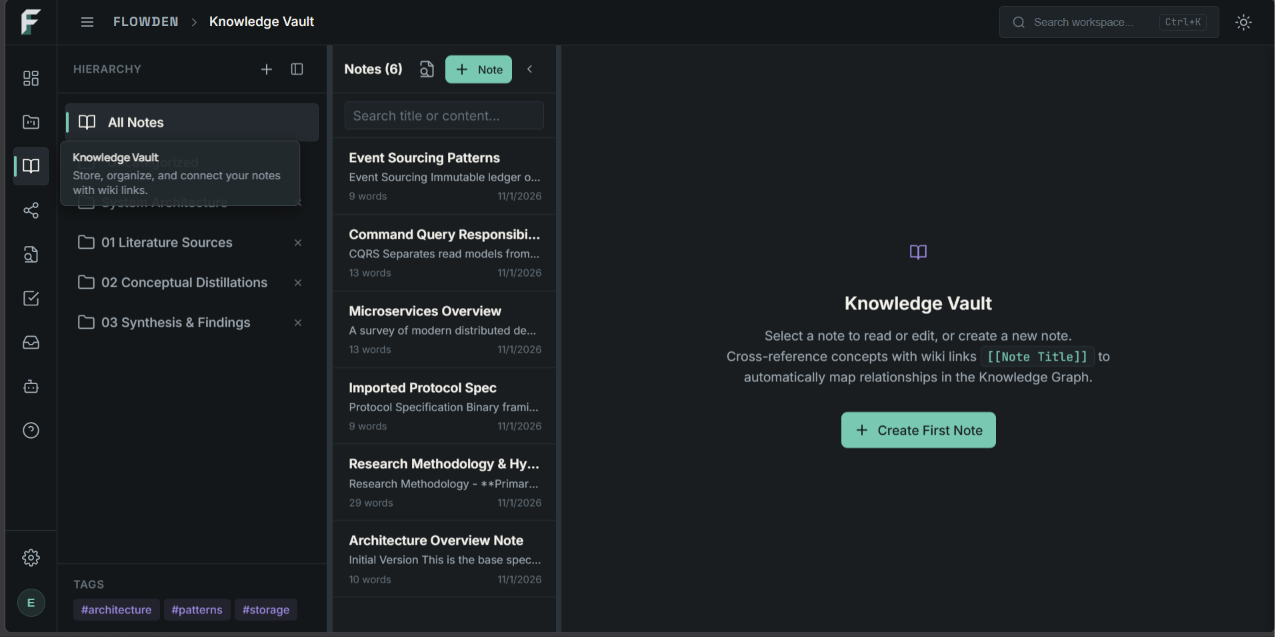 FLOWDEN > Knowledge Vault
Search workspace... Ctrl+K
HIERARCHY
All Notes
Knowledge Vault
Store, organize, and connect your notes
with wiki links.
System Architecture ×
01 Literature Sources ×
02 Conceptual Distillations ×
03 Synthesis & Findings ×
TAGS
#architecture #patterns #storage
E
Notes (6) + Note
Search title or content...
Event Sourcing Patterns
Event Sourcing Immutable ledger o...
9 words 11/1/2026
Command Query Responsibi...
CQRS Separates read models from...
13 words 11/1/2026
Microservices Overview
A survey of modern distributed de...
13 words 11/1/2026
Imported Protocol Spec
Protocol Specification Binary frami...
9 words 11/1/2026
Research Methodology & Hy...
Research Methodology - **Primar...
29 words 11/1/2026
Architecture Overview Note
Initial Version This is the base spec...
10 words 11/1/2026
Knowledge Vault
Select a note to read or edit, or create a new note.
Cross-reference concepts with wiki links [[Note Title]] to
automatically map relationships in the Knowledge Graph.
+ Create First Note